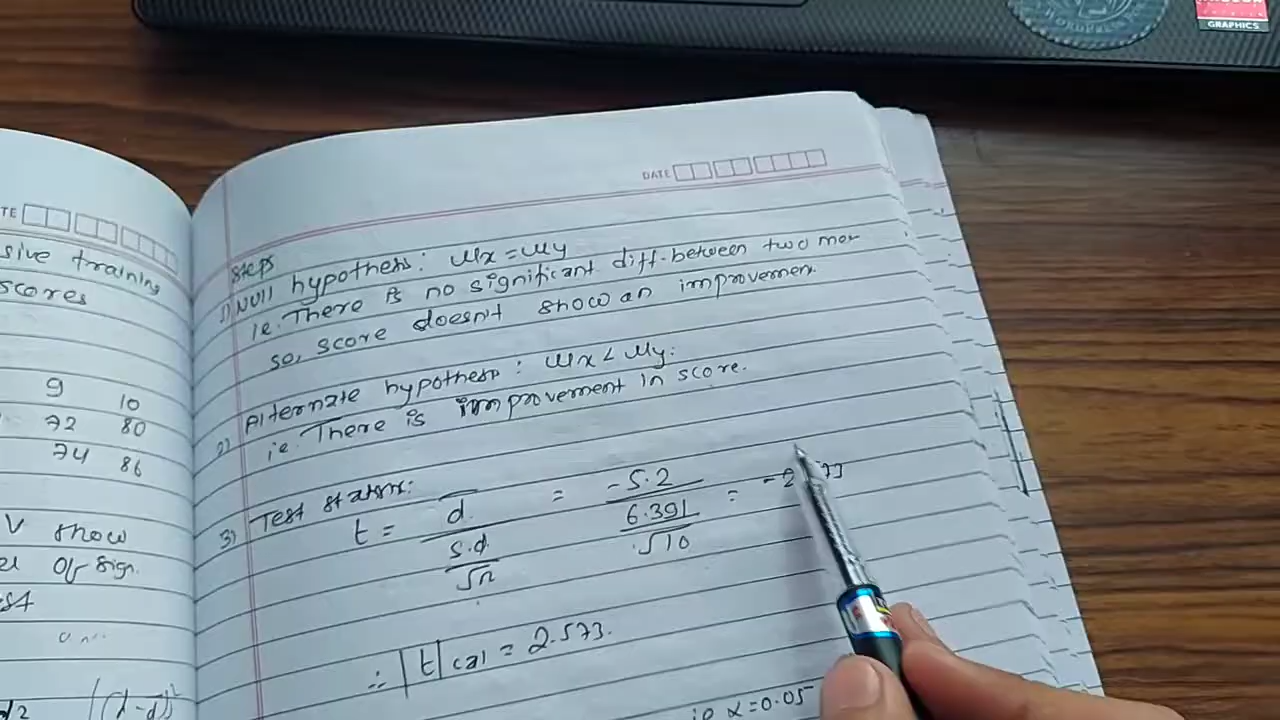 GRAPHICS
TE
sive training
scores
9 10
72 80
74 86
V show
Of sign.
d2 (d-d̄)²
DATE
Steps
1) Null hypothesis: μx = μy
ie. There is no significant diff. between two
so, score doesn't show an improvement.
2) Alternate hypothesis: μx < μy.
ie. There is improvement in score.
3) Test statistic:
t = d̄ / (s.d / √n) = -5.2 / (6.391 / √10) =
∴ |t| cal = 2.573.
α = 0.05